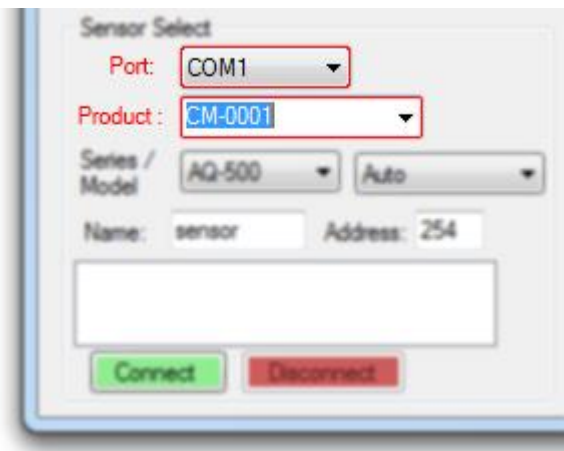 Sensor Select
Port: COM1
Product : CM-0001
Series / Model AQ-500 Auto
Name: sensor Address: 254
Connect Disconnect